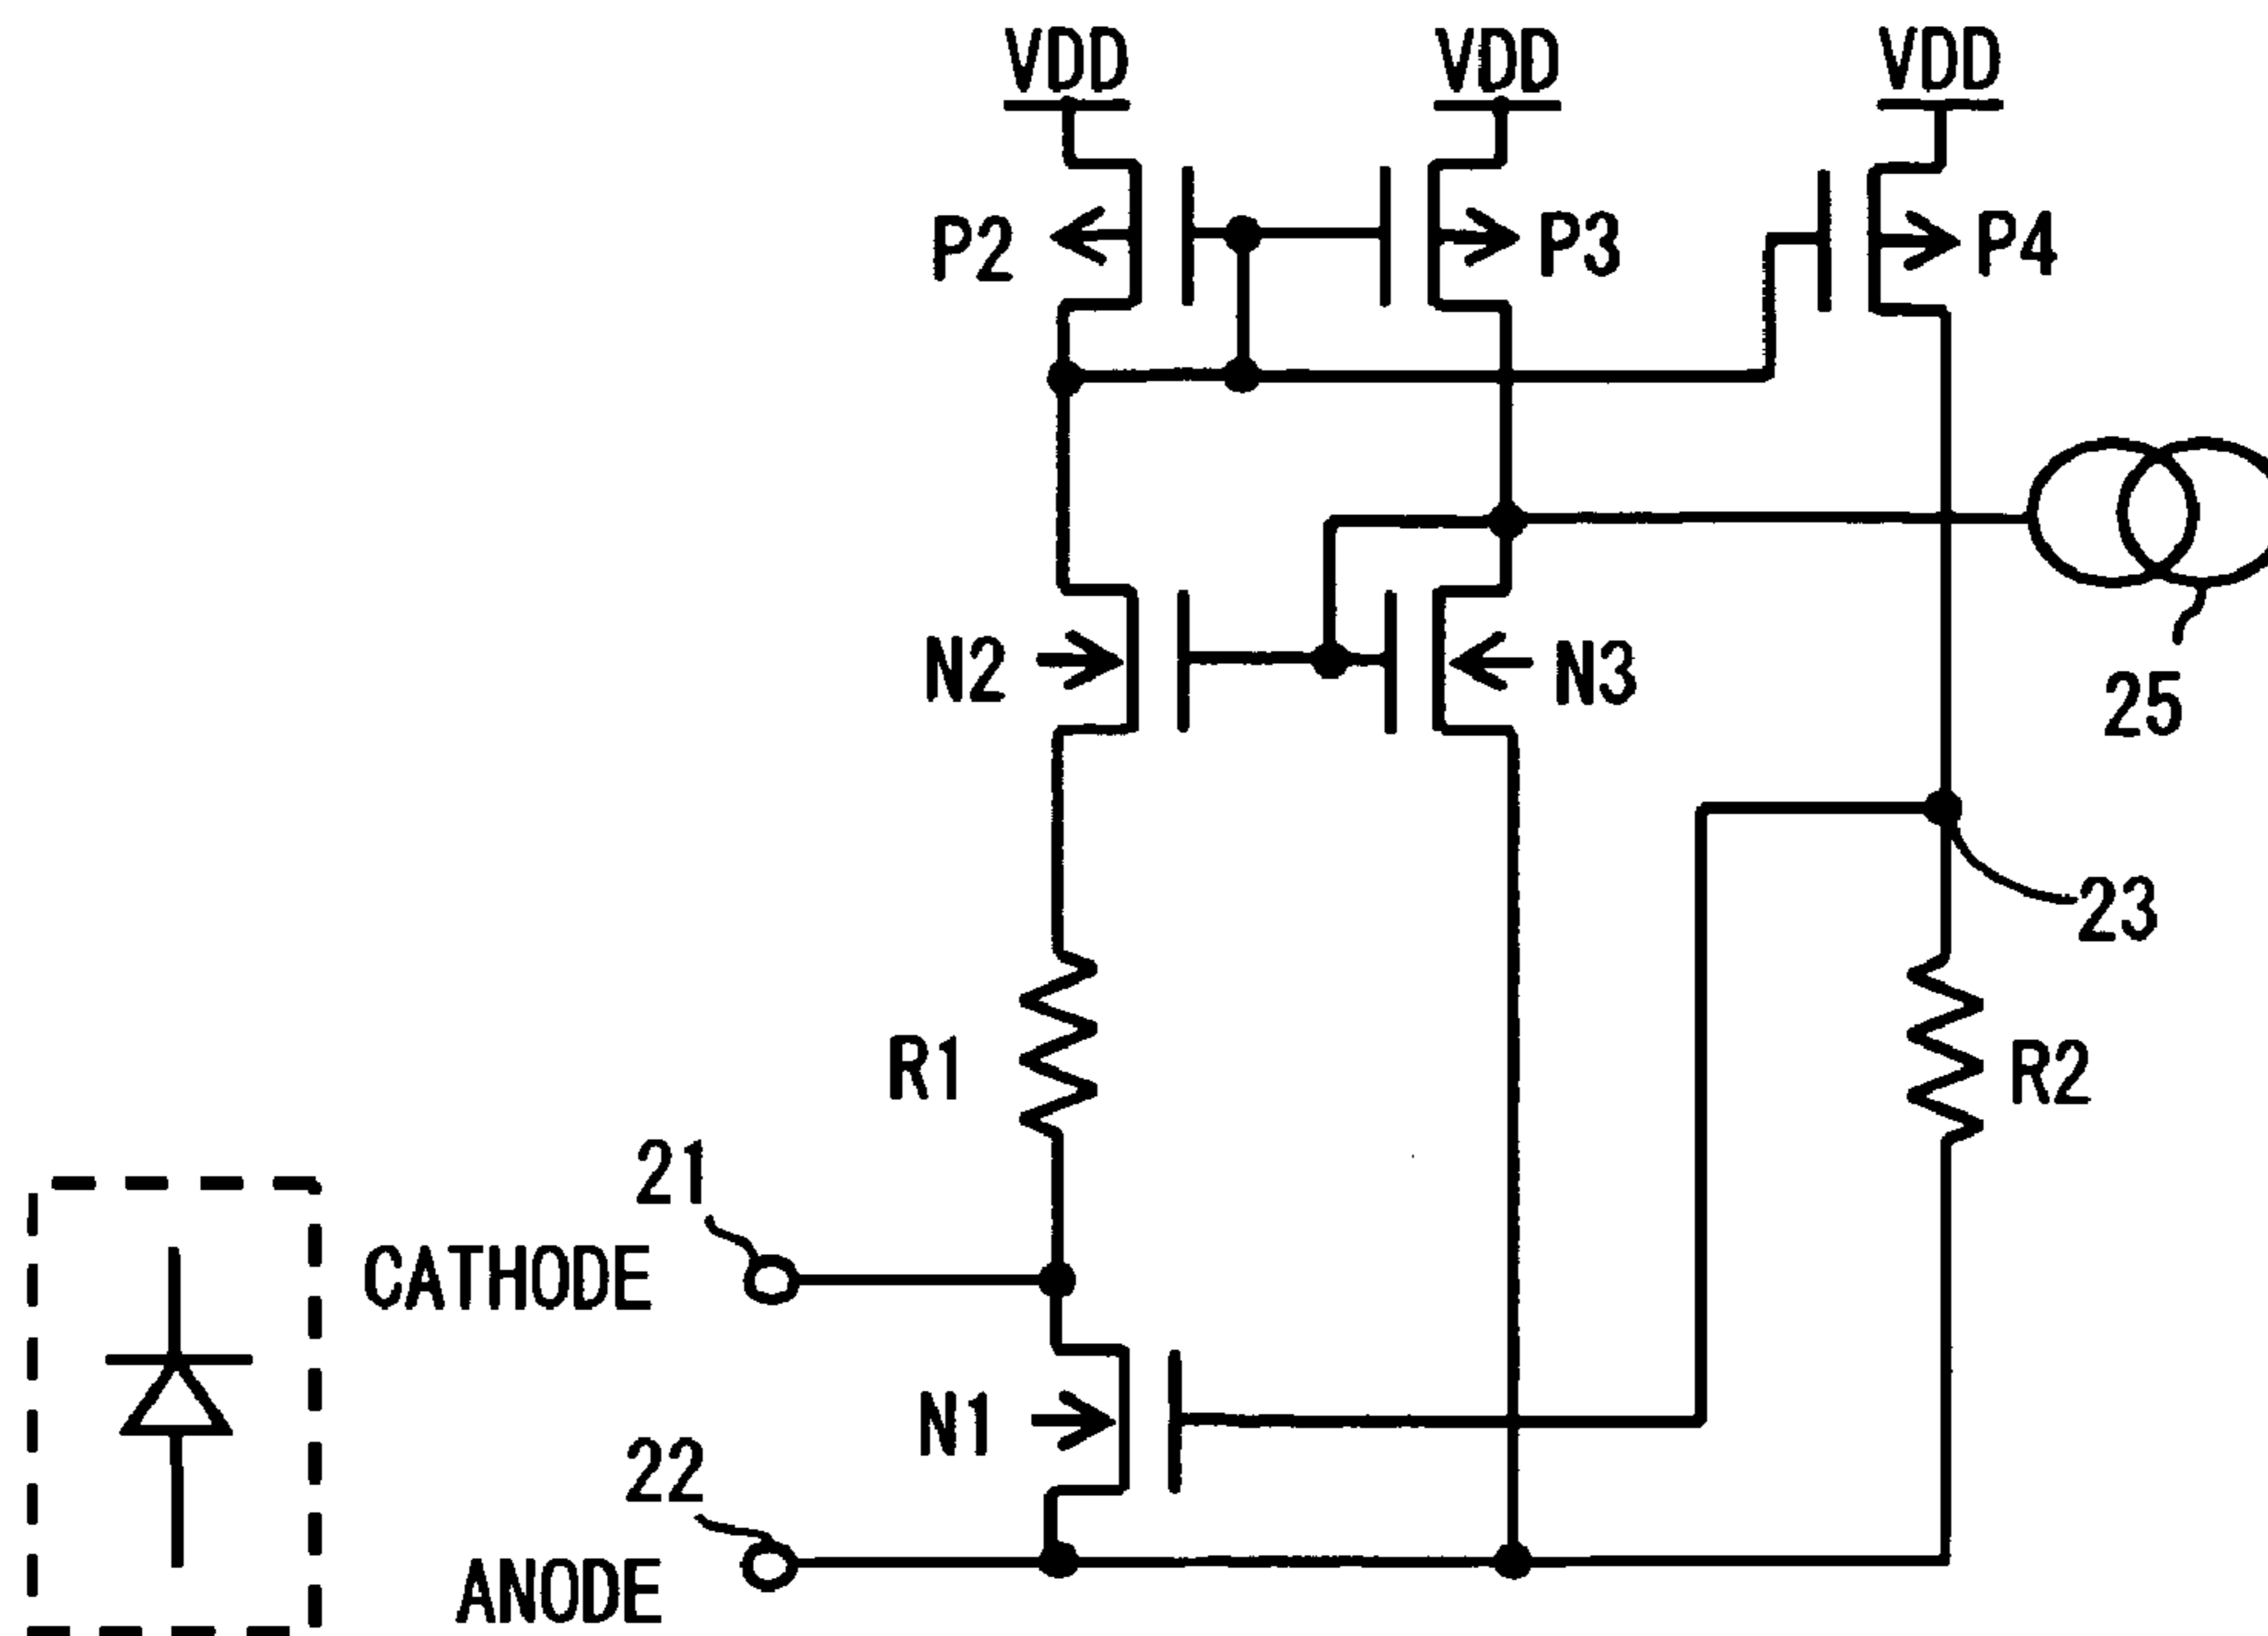 VDD VDD VDD
P2 P3 P4
N2 N3
25
23
R1 R2
21
CATHODE
N1
22
ANODE